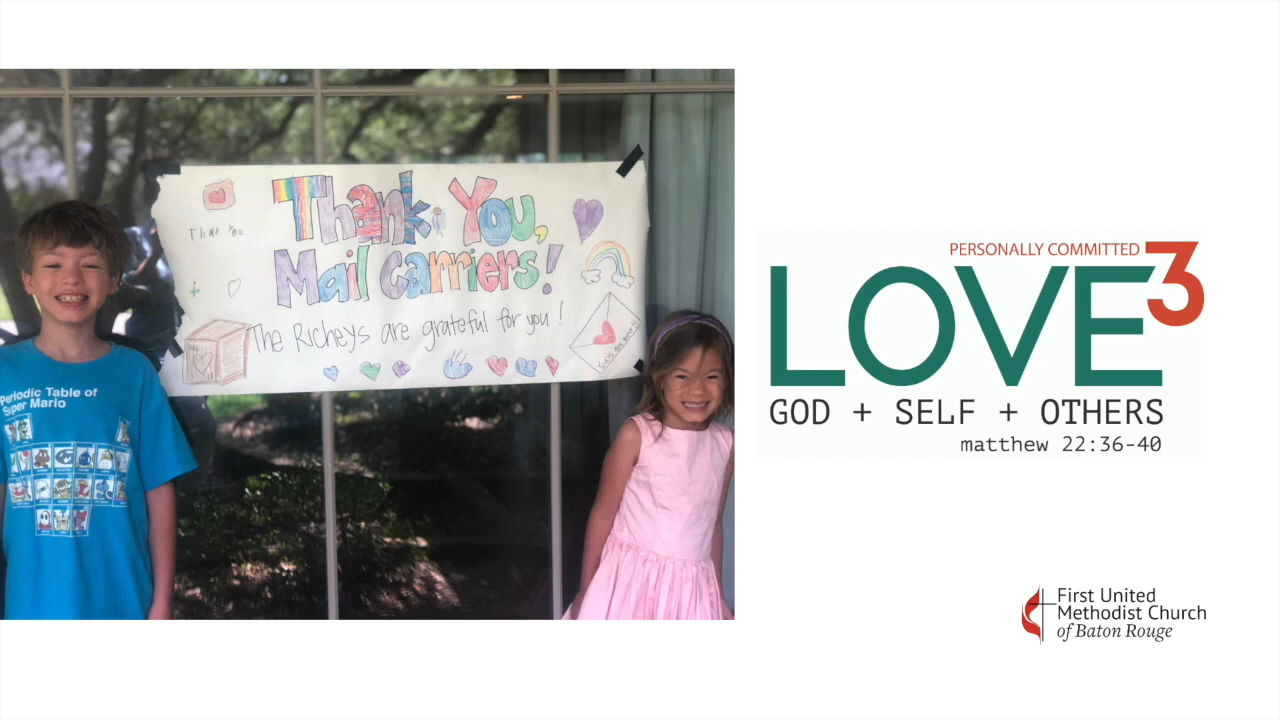 Thank You,
Mail carriers!
The Richeys are grateful for you!
Thank You
Periodic Table of
Super Mario
PERSONALLY COMMITTED
LOVE3
GOD + SELF + OTHERS
matthew 22:36-40
First United
Methodist Church
of Baton Rouge